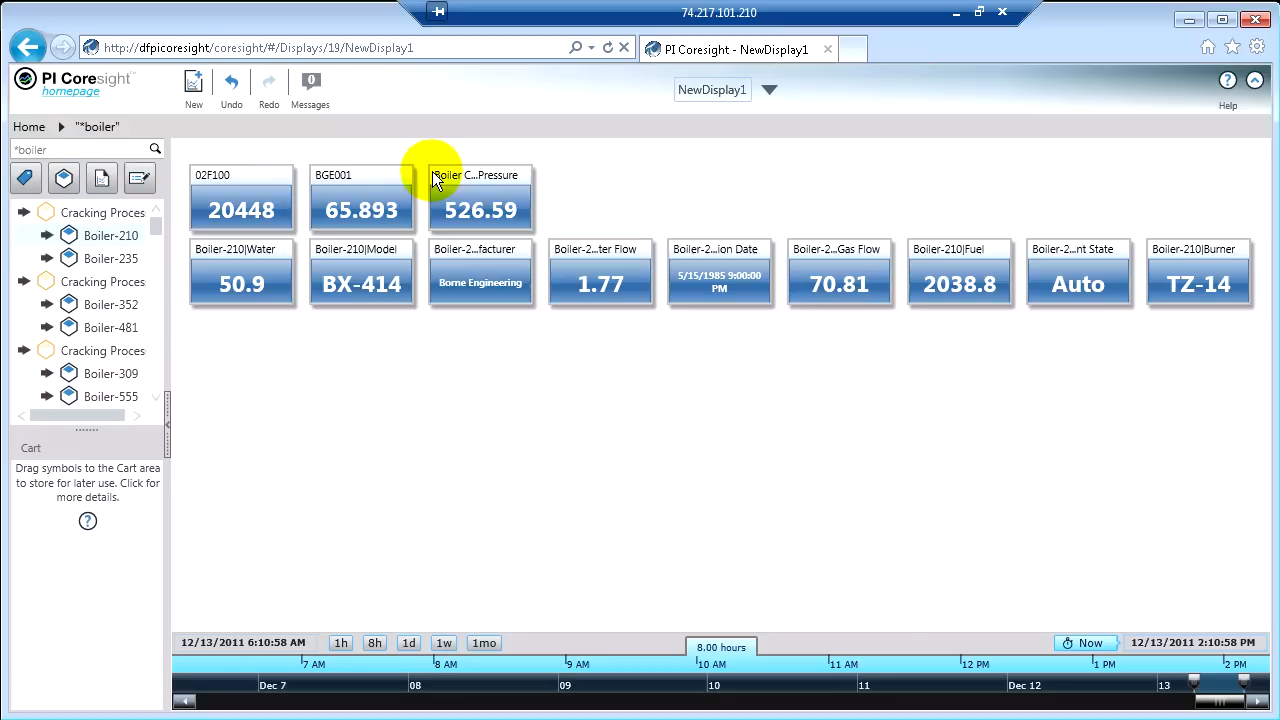 74.217.101.210
http://dfpicoresight/coresight/#/Displays/19/NewDisplay1
PI Coresight - NewDisplay1
PI Coresight™
homepage
New
Undo
Redo
Messages
NewDisplay1
Help
Home
"*boiler"
*boiler
Cracking Proces
Boiler-210
Boiler-235
Cracking Proces
Boiler-352
Boiler-481
Cracking Proces
Boiler-309
Boiler-555
Cart
Drag symbols to the Cart area
to store for later use. Click for
more details.
02F100
20448
BGE001
65.893
Boiler C...Pressure
526.59
Boiler-210|Water
50.9
Boiler-210|Model
BX-414
Boiler-2...facturer
Borne Engineering
Boiler-2...ter Flow
1.77
Boiler-2...ion Date
5/15/1985 9:00:00
PM
Boiler-2...Gas Flow
70.81
Boiler-210|Fuel
2038.8
Boiler-2...nt State
Auto
Boiler-210|Burner
TZ-14
12/13/2011 6:10:58 AM
1h
8h
1d
1w
1mo
8.00 hours
Now
12/13/2011 2:10:58 PM
7 AM
8 AM
9 AM
10 AM
11 AM
12 PM
1 PM
2 PM
Dec 7
08
09
10
11
Dec 12
13